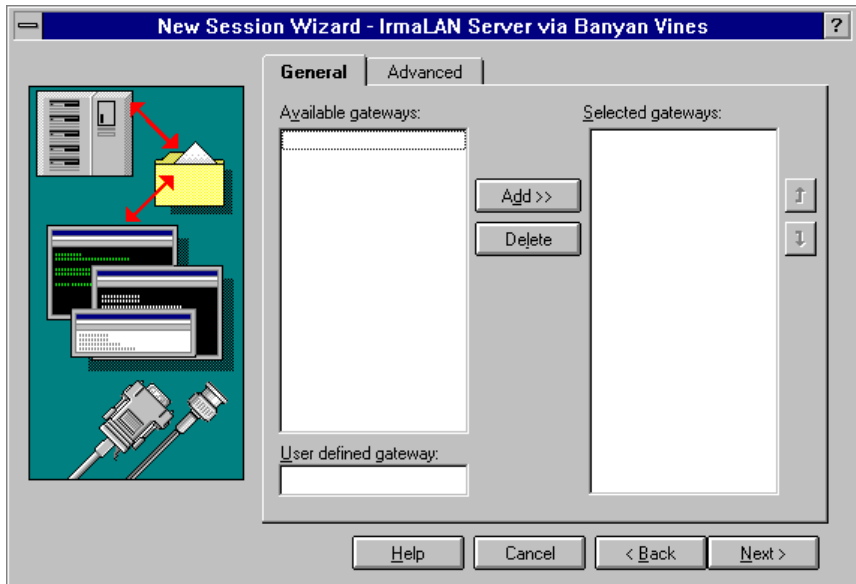 New Session Wizard - IrmaLAN Server via Banyan Vines ?
General Advanced
Available gateways: Selected gateways:
Add >>
Delete
User defined gateway:
Help Cancel < Back Next >